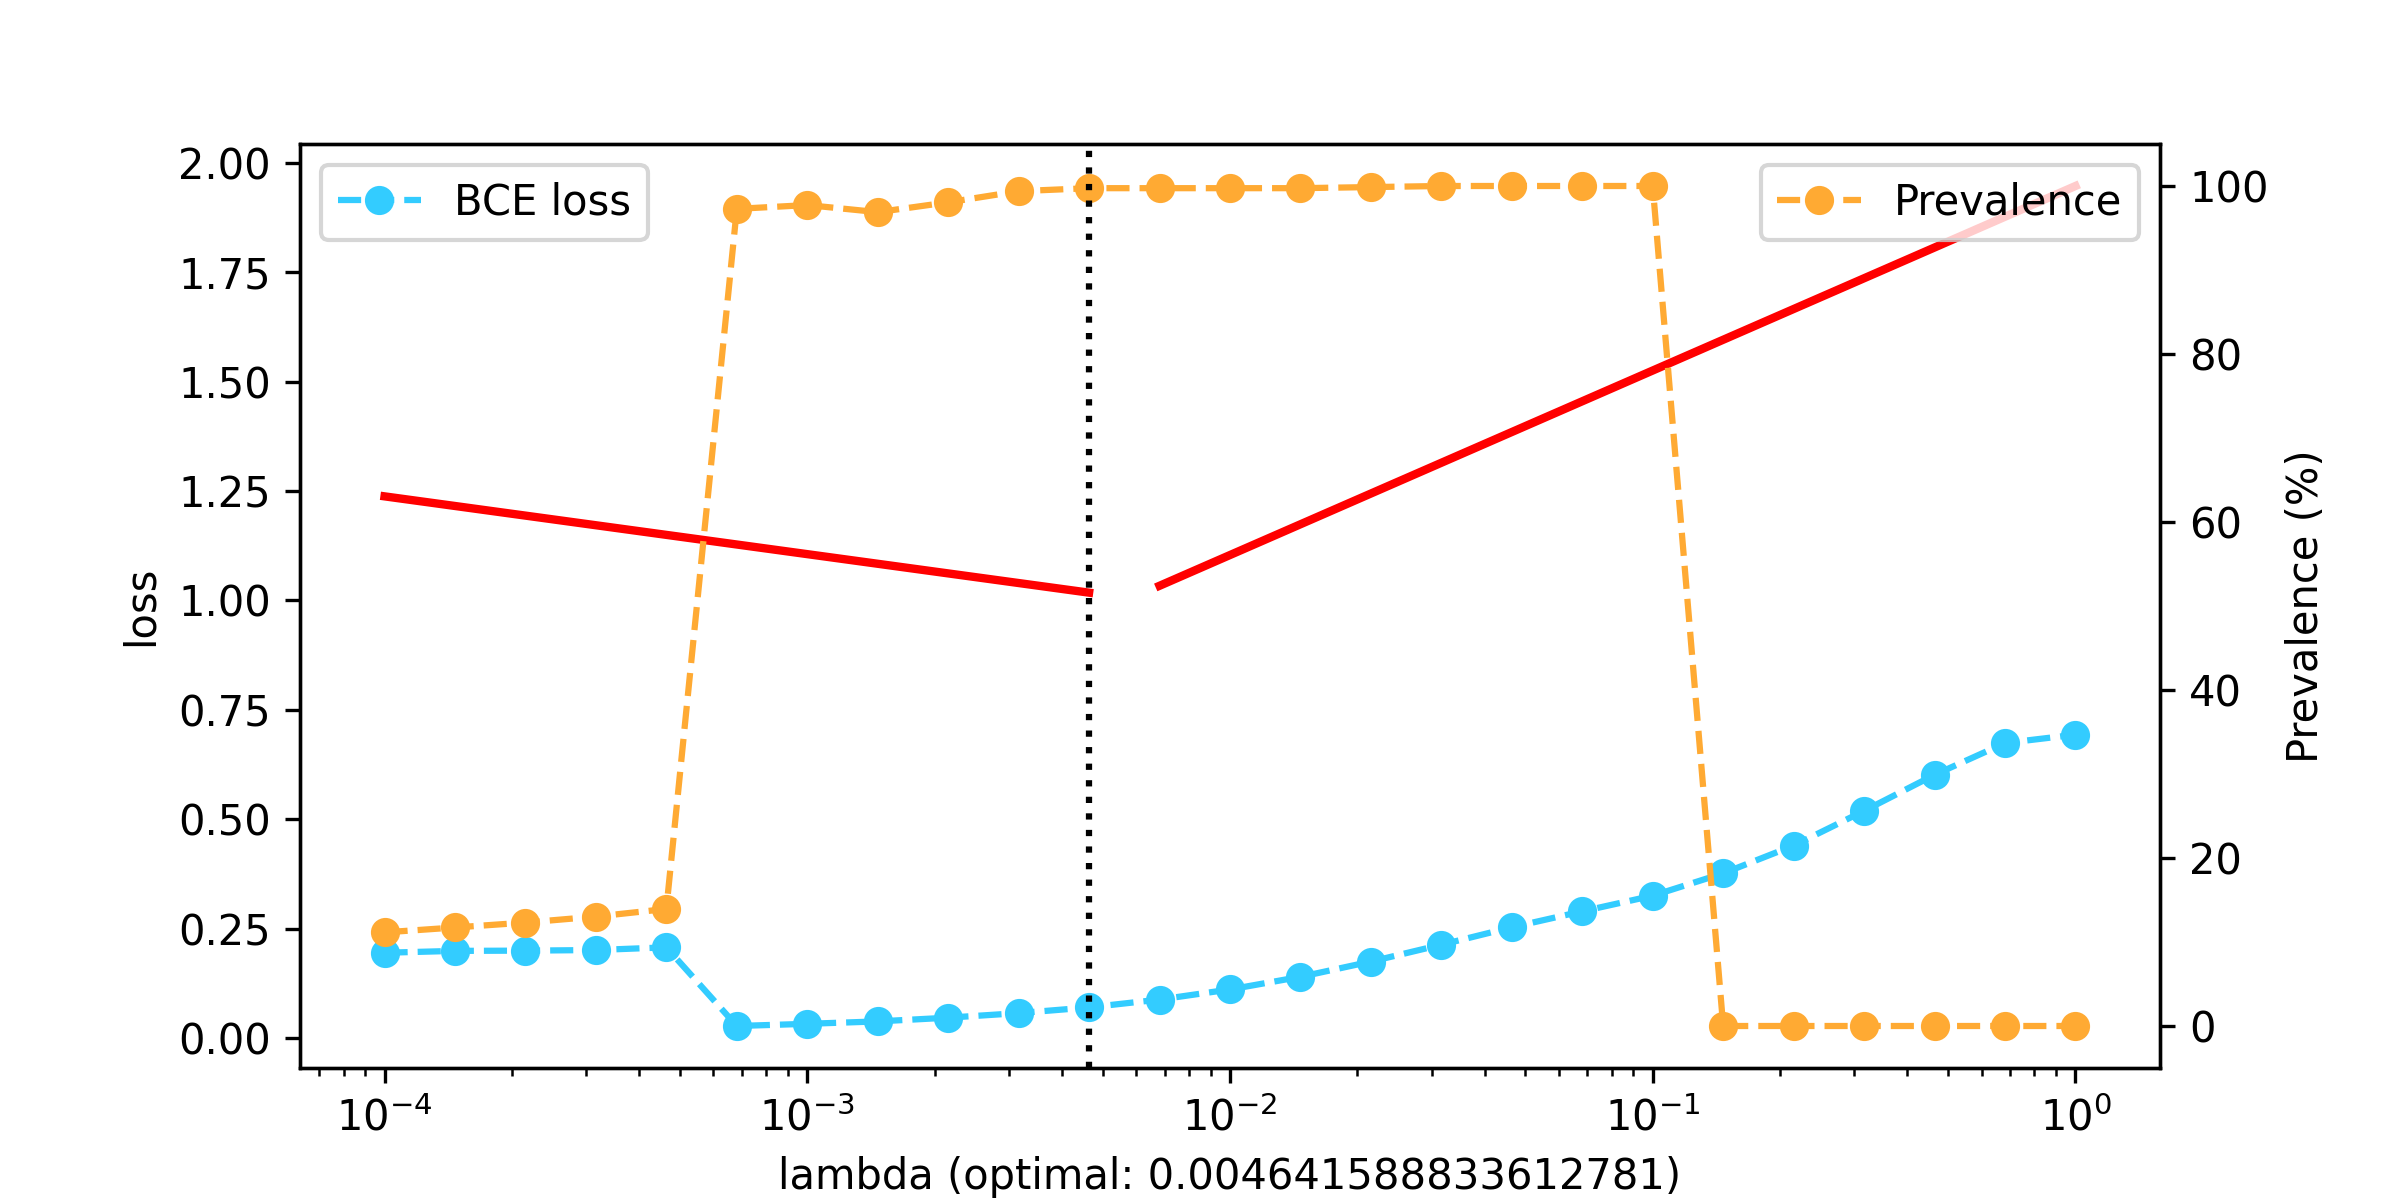 BCE loss
Prevalence
2.00
1.75
1.50
1.25
1.00
0.75
0.50
0.25
0.00
loss
100
80
60
40
20
0
Prevalence (%)
10⁻⁴ 10⁻³ 10⁻² 10⁻¹ 10⁰
lambda (optimal: 0.004641588833612781)